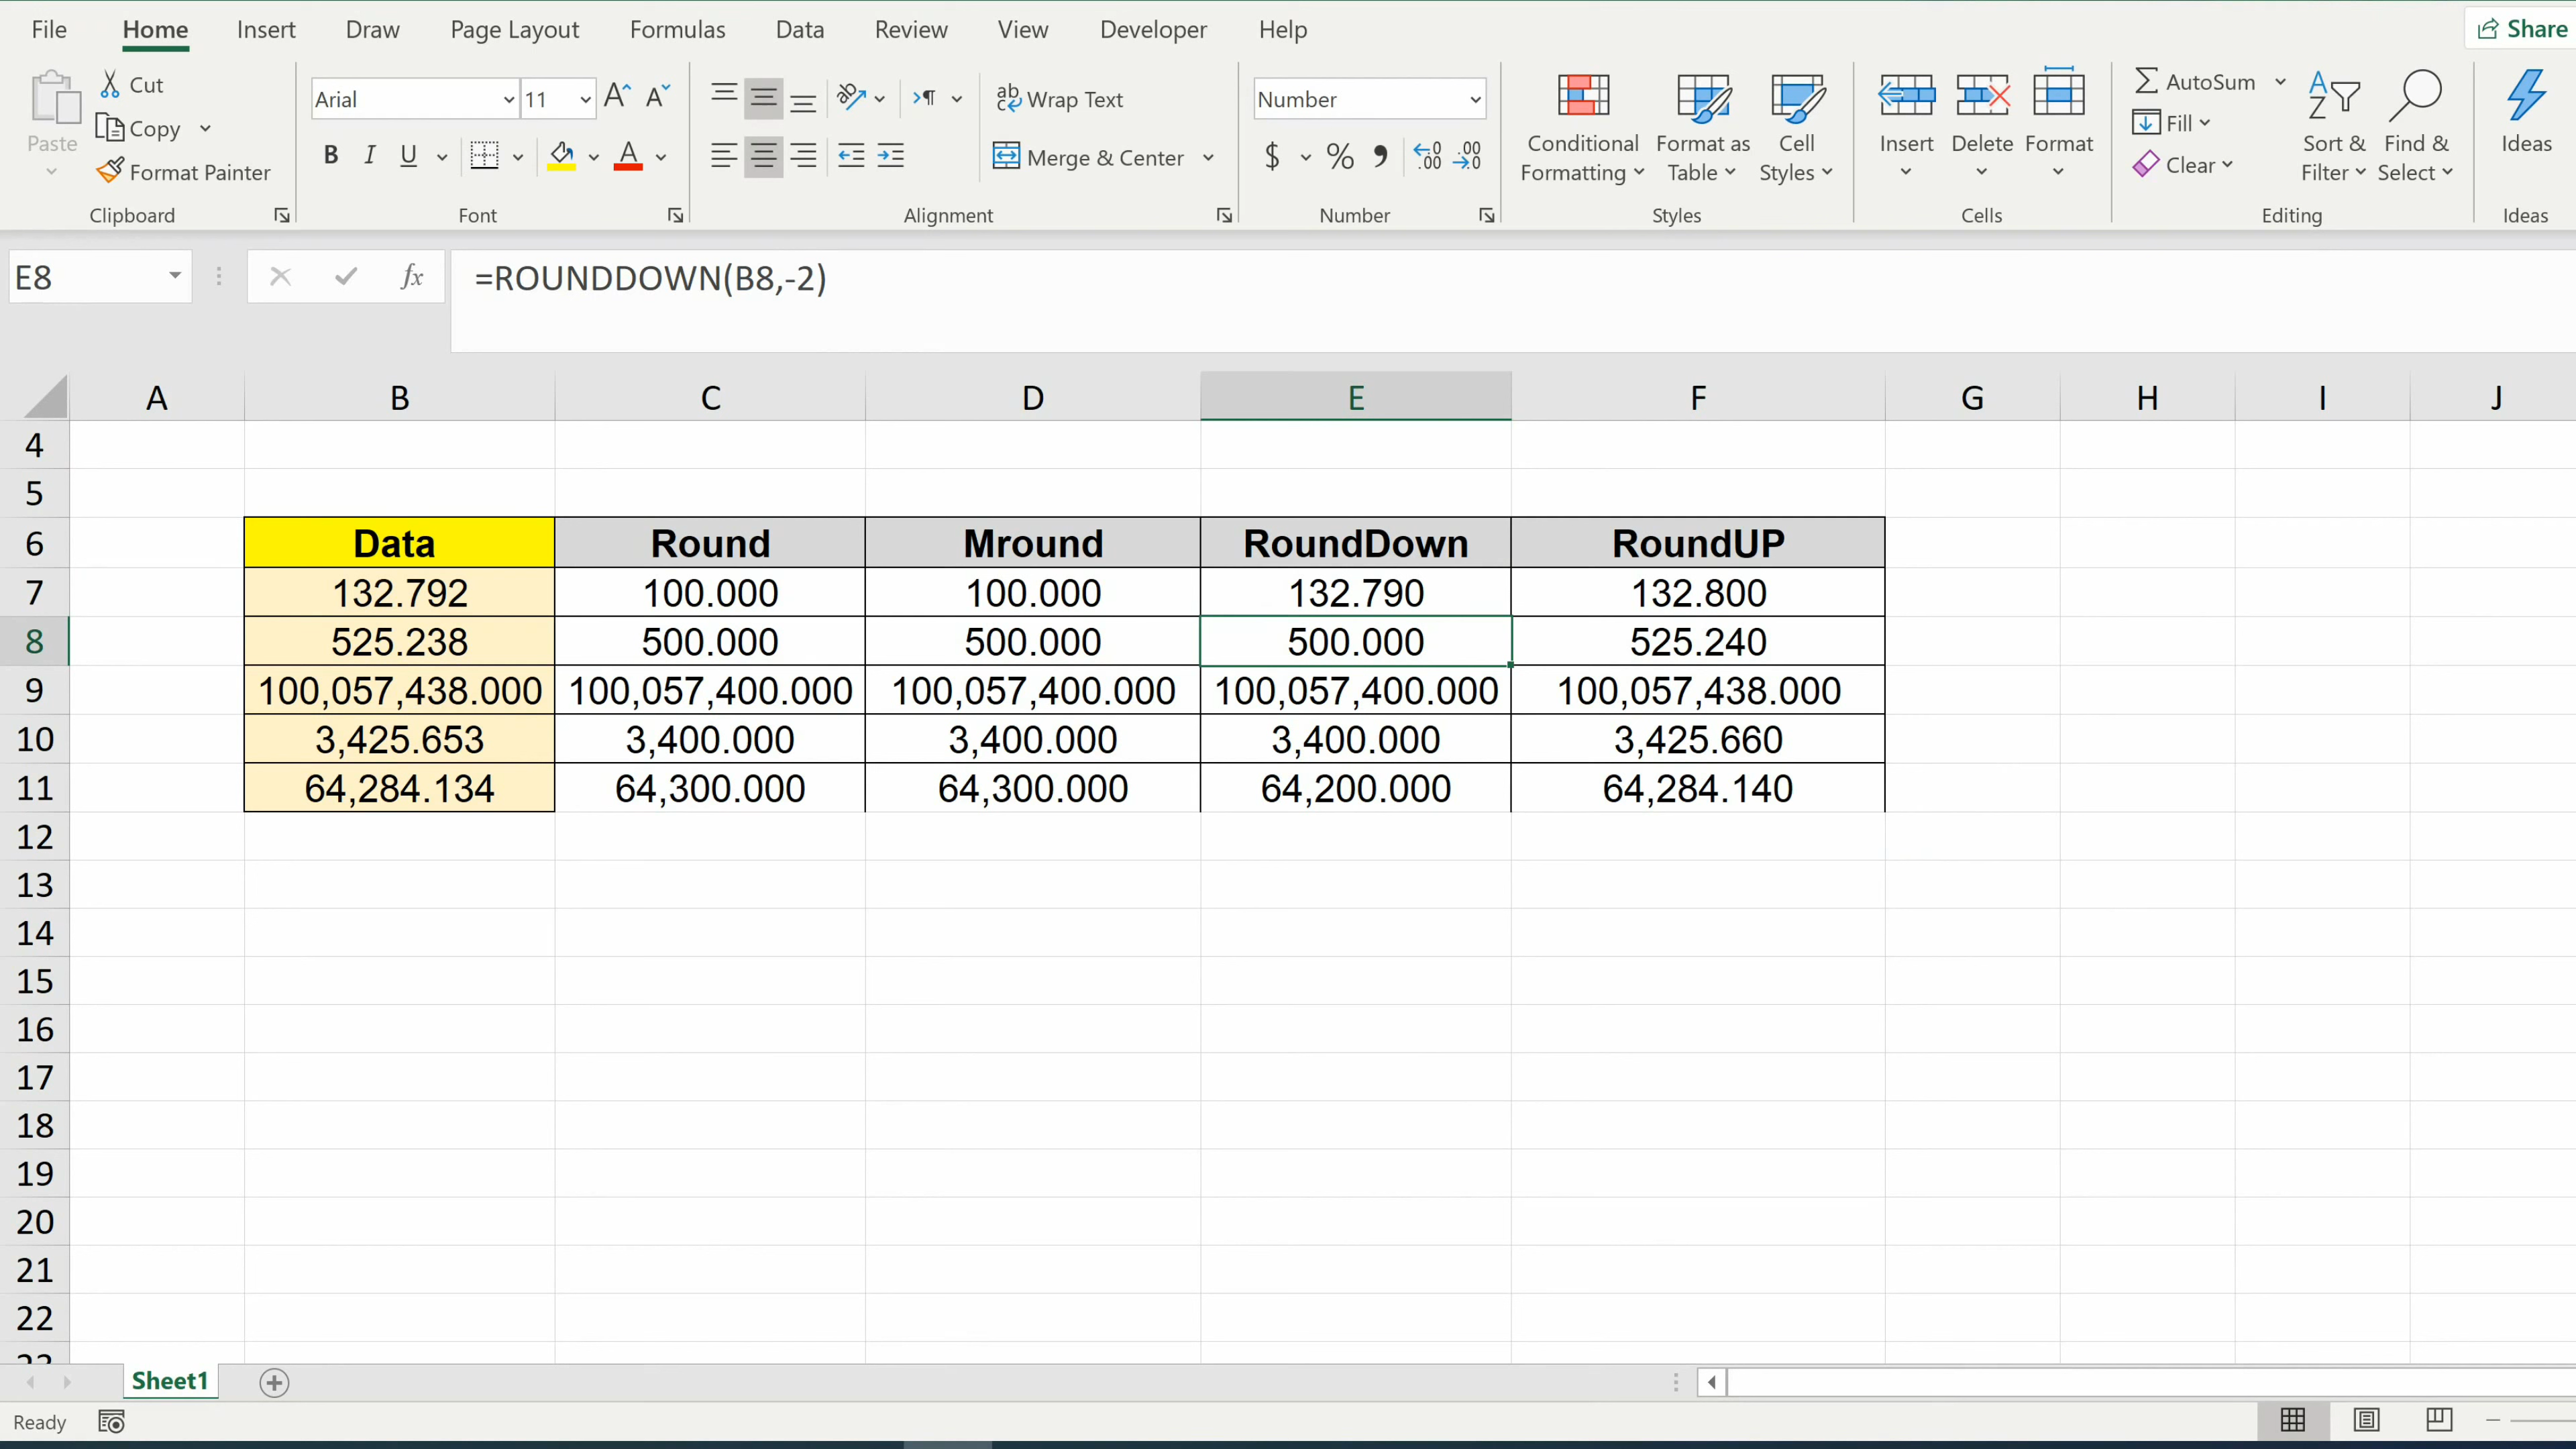 File Home Insert Draw Page Layout Formulas Data Review View Developer Help Share
Paste Cut
Copy
Format Painter
Clipboard
Arial 11
B I U
Font
Wrap Text
Merge & Center
Alignment
Number
$ % ,
Number
Conditional Formatting
Format as Table
Cell Styles
Styles
Insert Delete Format
Cells
AutoSum
Fill
Clear
Sort & Filter
Find & Select
Editing
Ideas
Ideas
E8 fx =ROUNDDOWN(B8,-2)
A B C D E F G H I J
4
5
6 Data Round Mround RoundDown RoundUP
7 132.792 100.000 100.000 132.790 132.800
8 525.238 500.000 500.000 500.000 525.240
9 100,057,438.000 100,057,400.000 100,057,400.000 100,057,400.000 100,057,438.000
10 3,425.653 3,400.000 3,400.000 3,400.000 3,425.660
11 64,284.134 64,300.000 64,300.000 64,200.000 64,284.140
12
13
14
15
16
17
18
19
20
21
22
Sheet1
Ready